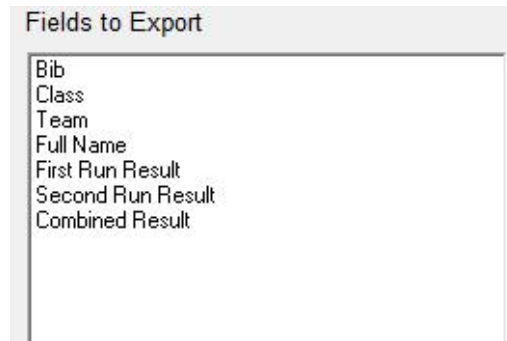 Fields to Export
Bib
Class
Team
Full Name
First Run Result
Second Run Result
Combined Result